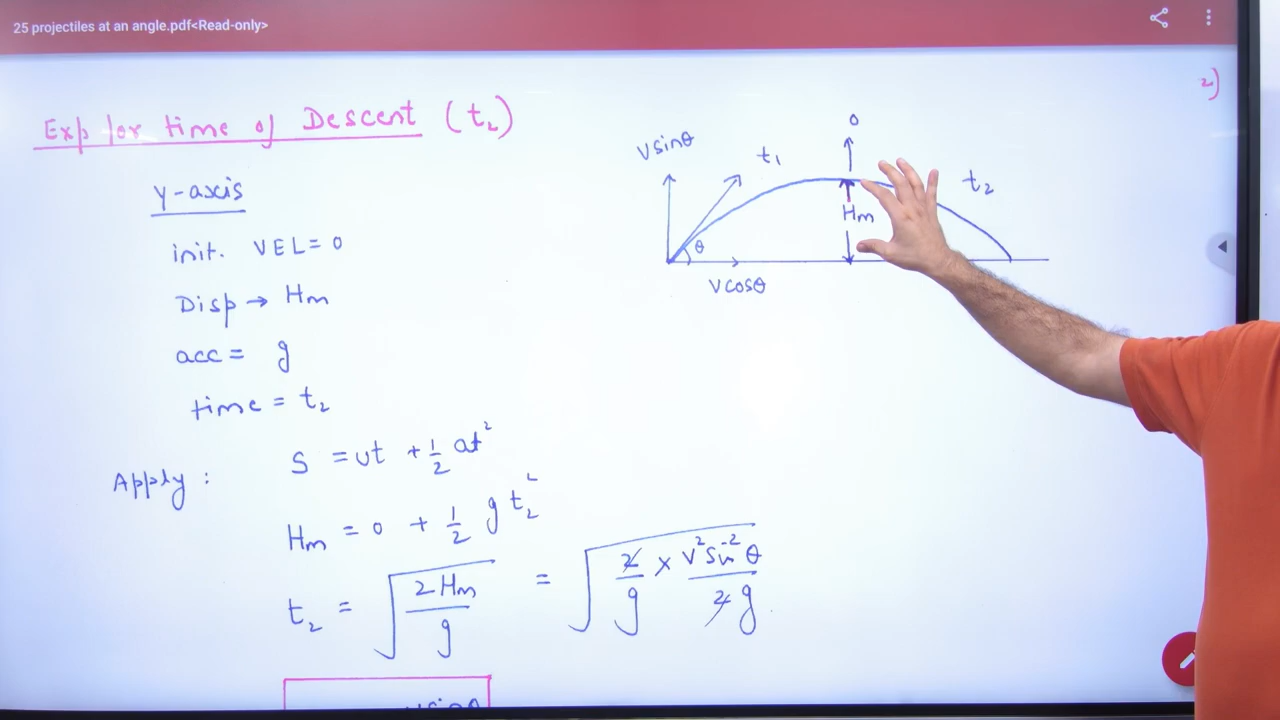 25 projectiles at an angle.pdf<Read-only>
2)
Exp for time of Descent (t₂)
y-axis
init. VEL = 0
Disp → Hm
acc = g
time = t₂
Apply :
S = ut + 1/2 at²
Hm = 0 + 1/2 g t₂²
t₂ = √(2Hm/g) = √(2/g × V²Sin²θ/2g)
Vsinθ
t₁
0
t₂
Hm
θ
Vcosθ